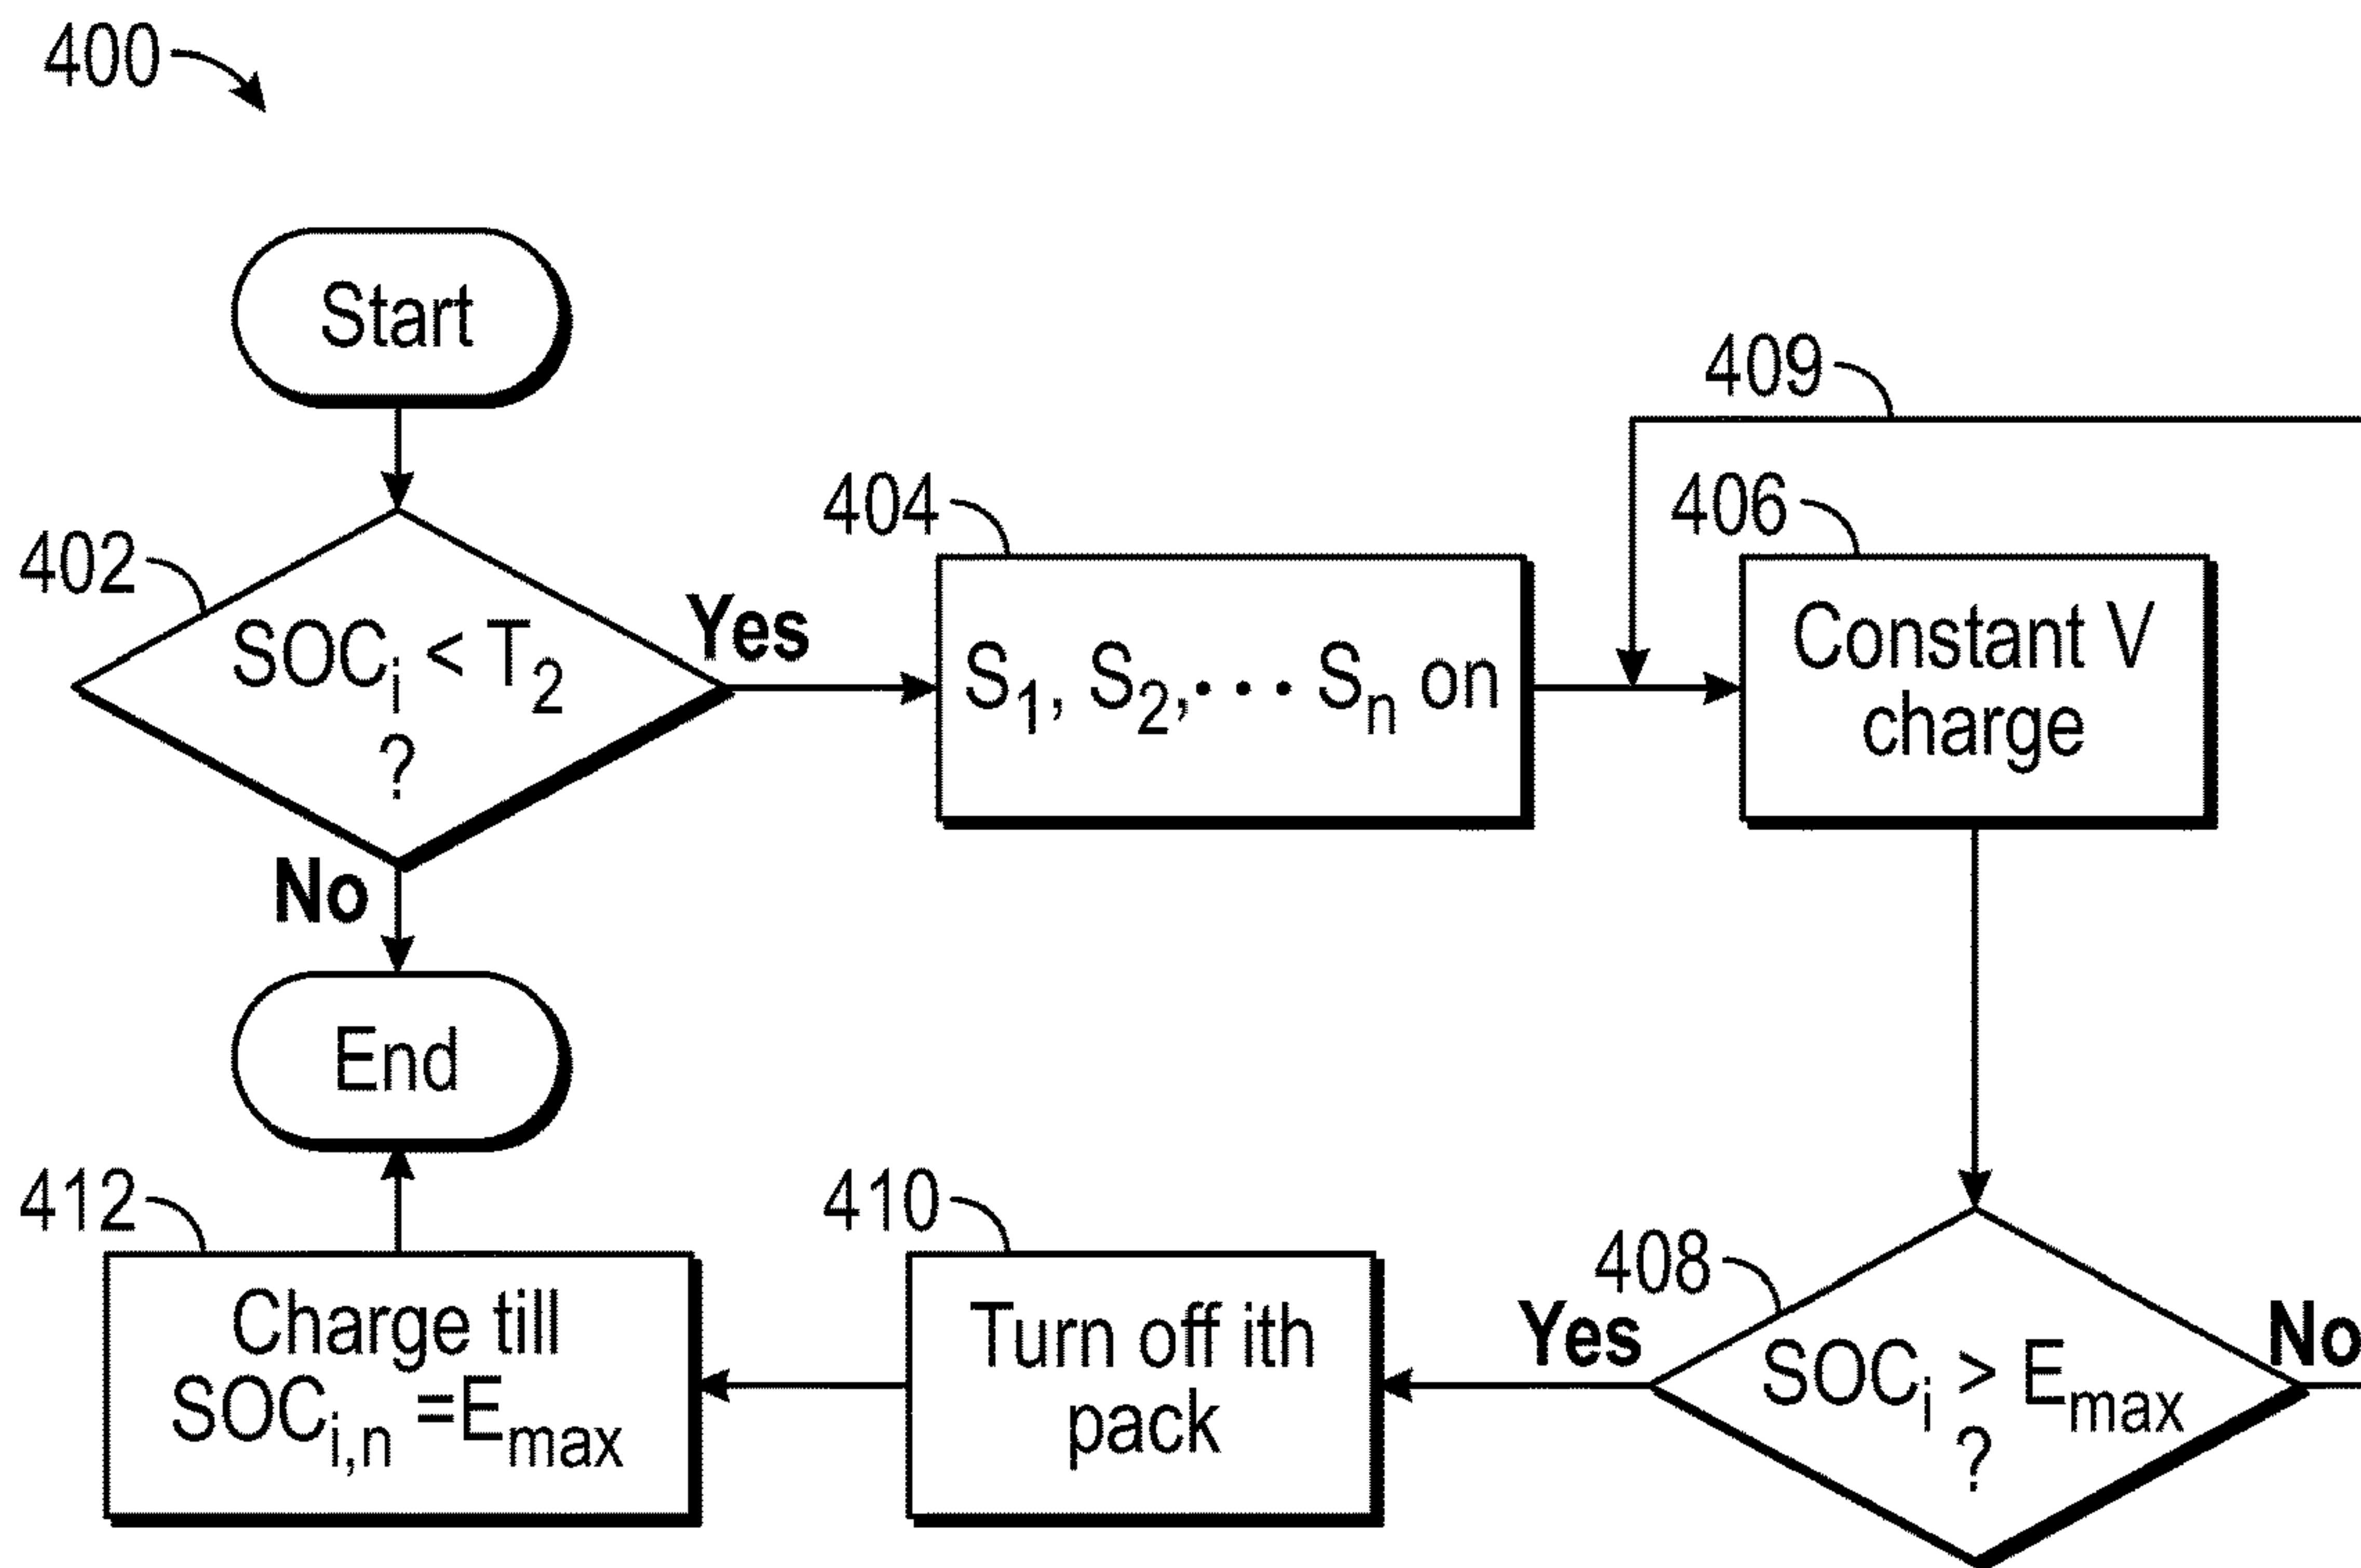 400
Start
402
SOCi < T2
?
Yes
No
404
S1, S2,••• Sn on
409
406
Constant V
charge
408
SOCi > Emax
?
Yes
No
410
Turn off ith
pack
412
Charge till
SOCi,n =Emax
End